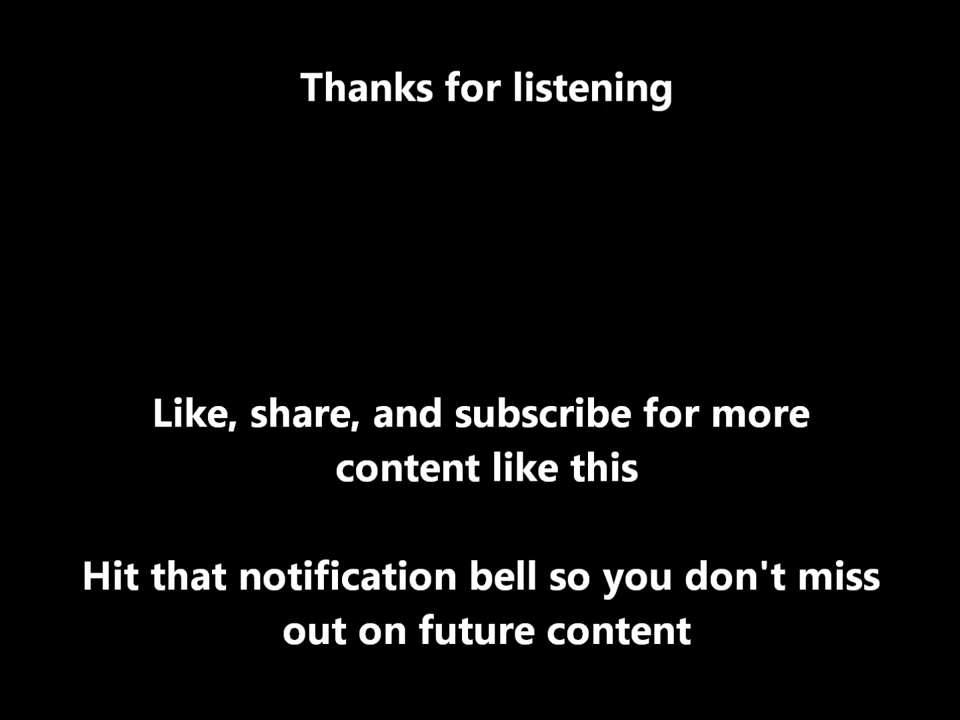 Thanks for listening
Like, share, and subscribe for more
content like this
Hit that notification bell so you don't miss
out on future content